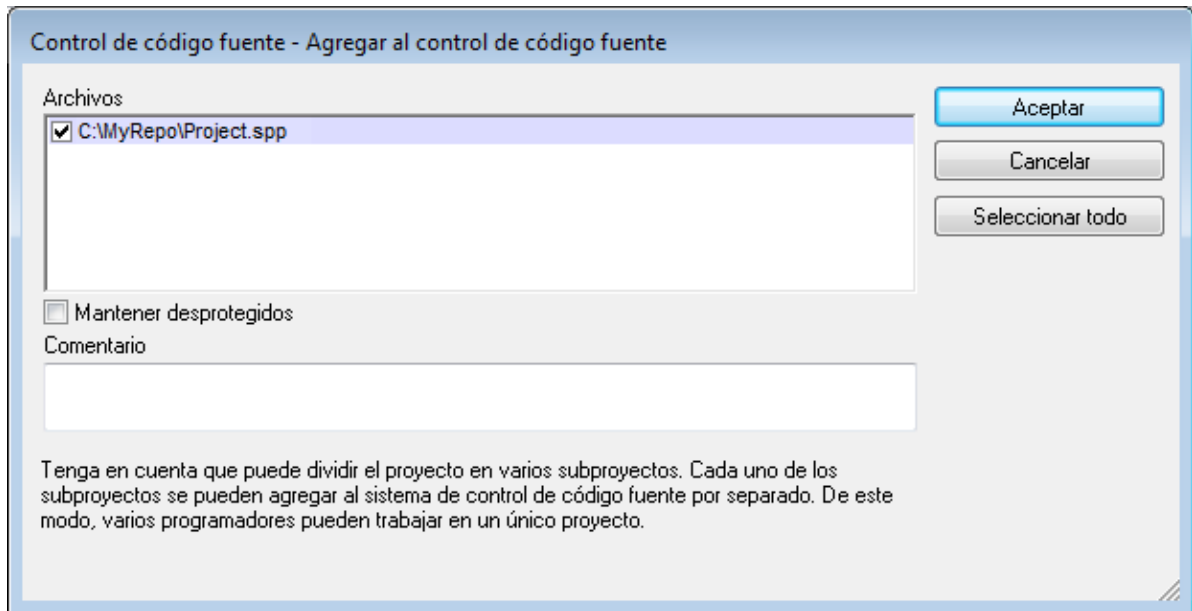 Control de código fuente - Agregar al control de código fuente
Archivos
C:\MyRepo\Project.spp
Aceptar
Cancelar
Seleccionar todo
Mantener desprotegidos
Comentario
Tenga en cuenta que puede dividir el proyecto en varios subproyectos. Cada uno de los
subproyectos se pueden agregar al sistema de control de código fuente por separado. De este
modo, varios programadores pueden trabajar en un único proyecto.